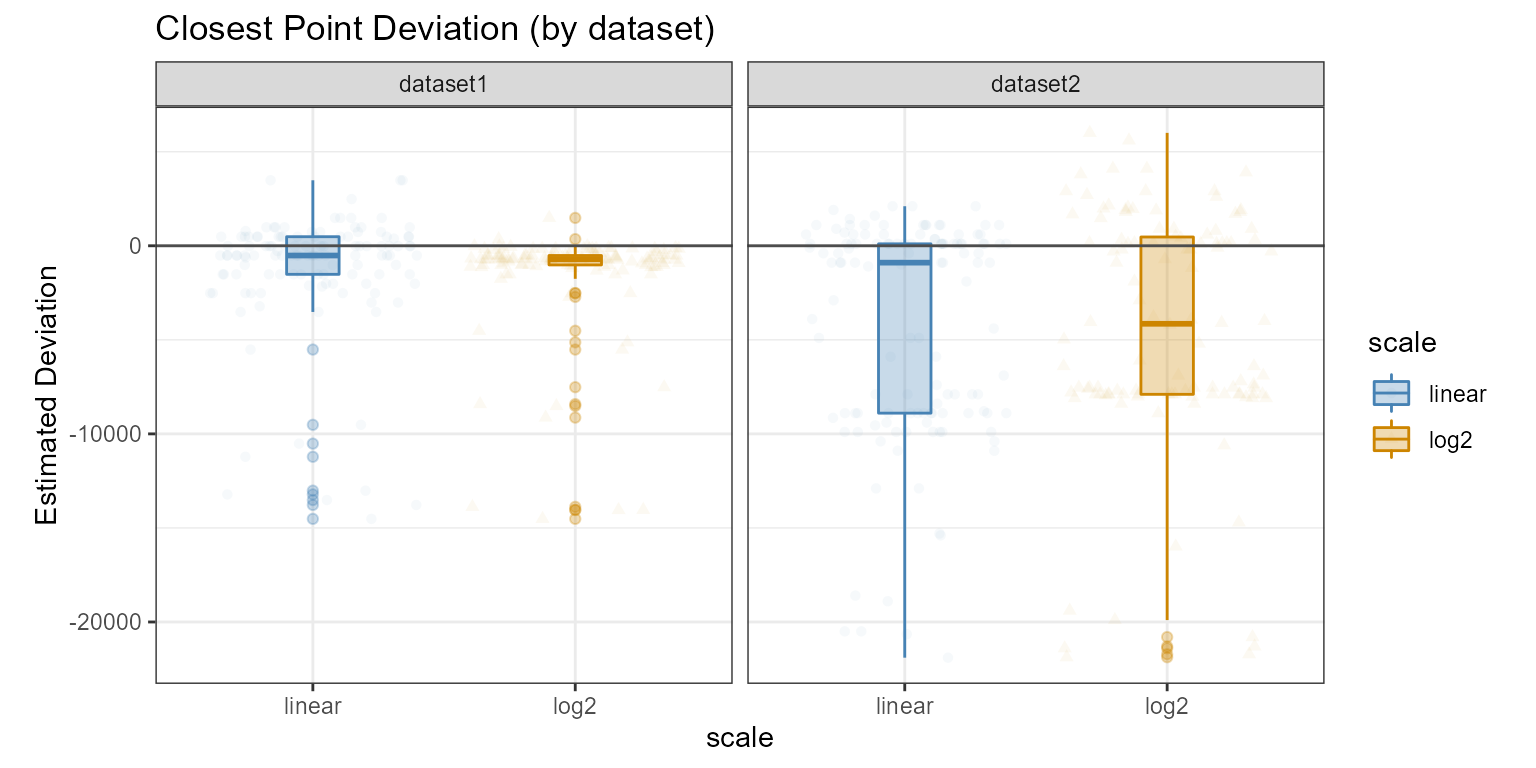 Closest Point Deviation (by dataset)
dataset1
dataset2
Estimated Deviation
0
-10000
-20000
linear
log2
linear
log2
scale
scale
linear
log2